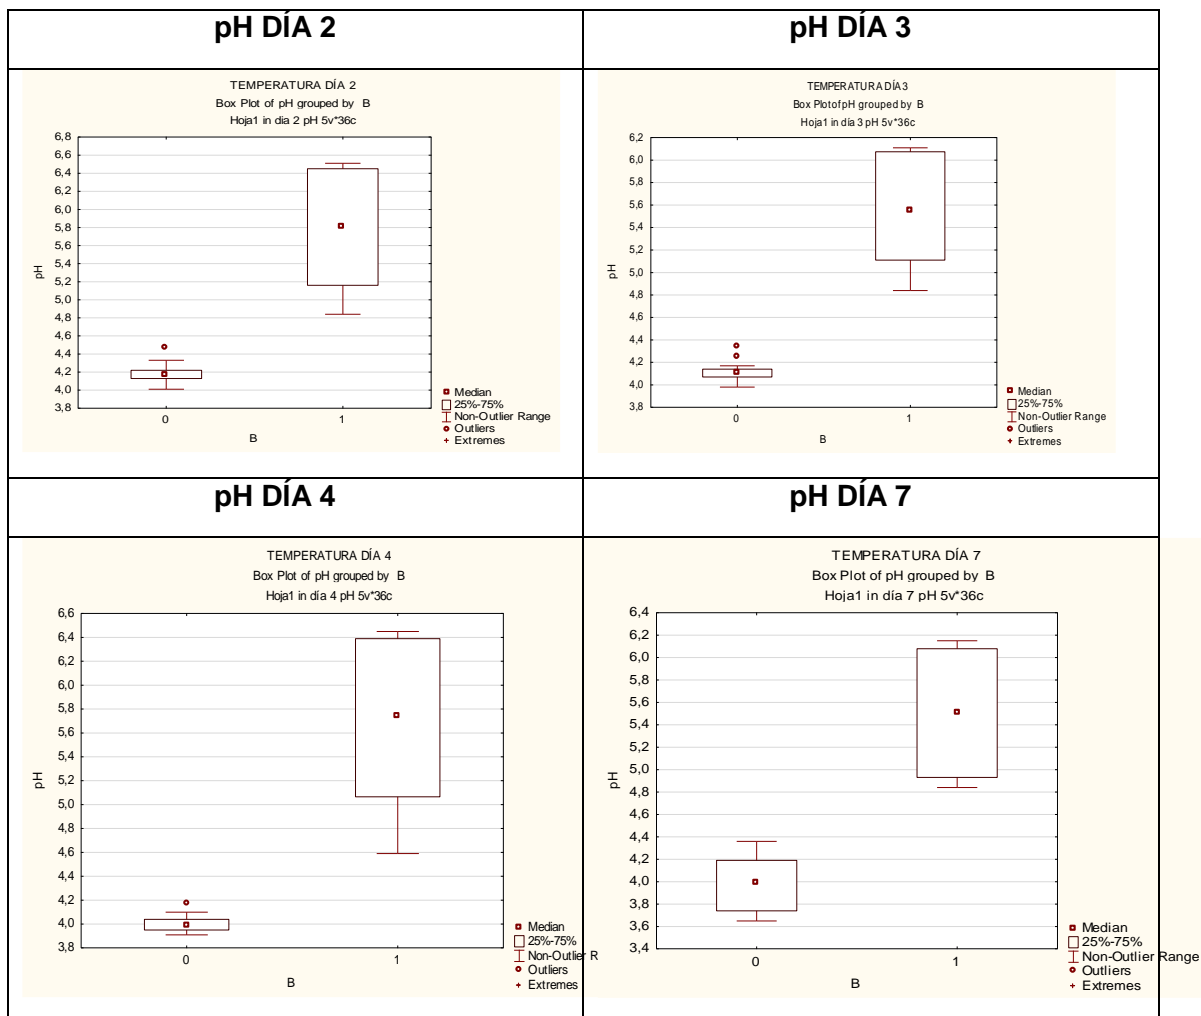 pH DÍA 2
pH DÍA 3
TEMPERATURA DÍA 2
Box Plot of pH grouped by B
Hoja1 in dia 2 pH 5v*36c
6,8
6,6
6,4
6,2
6,0
5,8
5,6
5,4
5,2
5,0
4,8
4,6
4,4
4,2
4,0
3,8
pH
0
1
B
Median
25%-75%
Non-Outlier Range
Outliers
Extremes
TEMPERATURA DÍA3
Box PlotofpH grouped by B
Hoja1 in dia 3 pH 5v*36c
6,2
6,0
5,8
5,6
5,4
5,2
5,0
4,8
4,6
4,4
4,2
4,0
3,8
pH
0
1
B
Median
25%-75%
Non-Outlier Range
Outliers
Extremes
pH DÍA 4
pH DÍA 7
TEMPERATURA DÍA 4
Box Plot of pH grouped by B
Hoja1 in día 4 pH 5v*36c
6,6
6,4
6,2
6,0
5,8
5,6
5,4
5,2
5,0
4,8
4,6
4,4
4,2
4,0
3,8
pH
0
1
B
Median
25%-75%
Non-Outlier R
Outliers
Extremes
TEMPERATURA DÍA 7
Box Plot of pH grouped by B
Hoja1 in día 7 pH 5v*36c
6,4
6,2
6,0
5,8
5,6
5,4
5,2
5,0
4,8
4,6
4,4
4,2
4,0
3,8
3,6
3,4
pH
0
1
B
Median
25%-75%
Non-Outlier Range
Outliers
Extremes